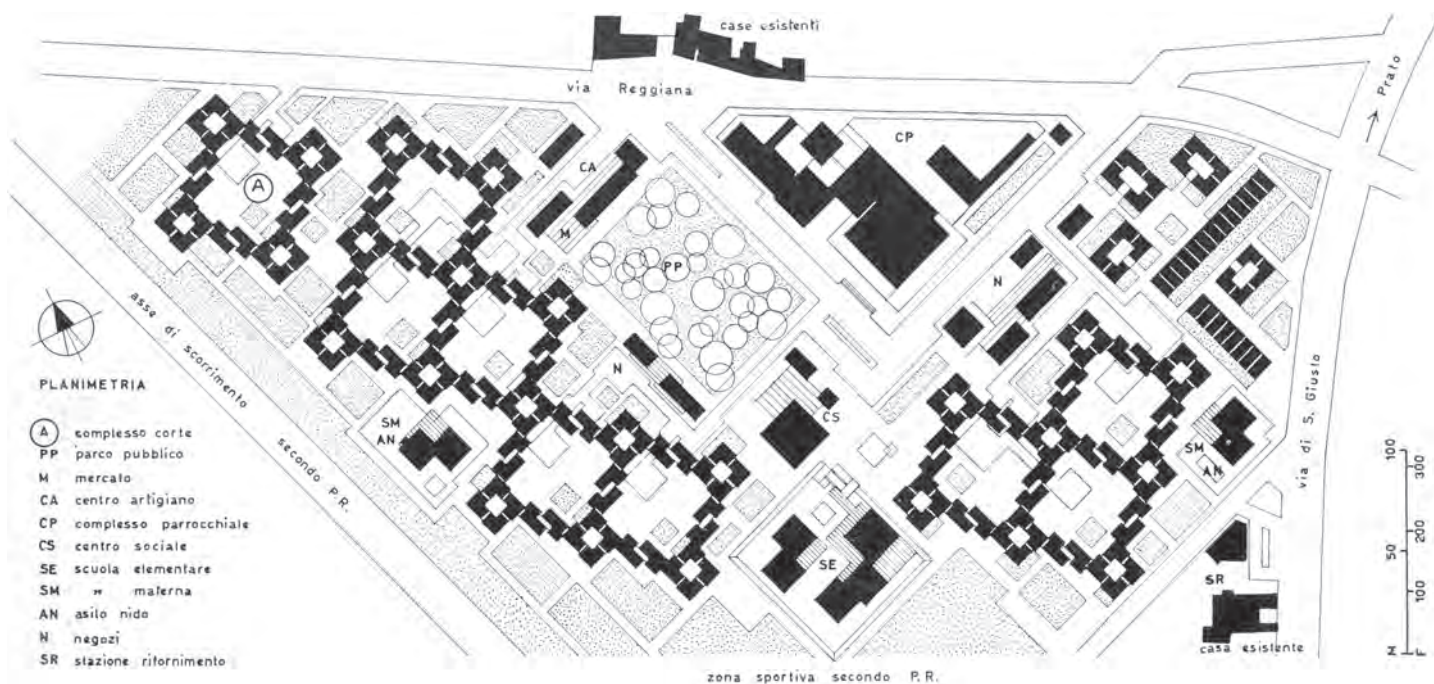 case esistenti
via Reggiana
Prato
CP
CA
A
M
PP
N
asse di scorrimento
secondo P.R.
PLANIMETRIA
A complesso corte
PP parco pubblico
M mercato
CA centro artigiano
CP complesso parrocchiale
CS centro sociale
SE scuola elementare
SM " materna
AN asilo nido
N negozi
SR stazione rifornimento
SM
AN
N
CS
SE
SM
AN
via di S. Giusto
SR
casa esistente
zona sportiva secondo P.R.
100
50
M
300
200
100
F